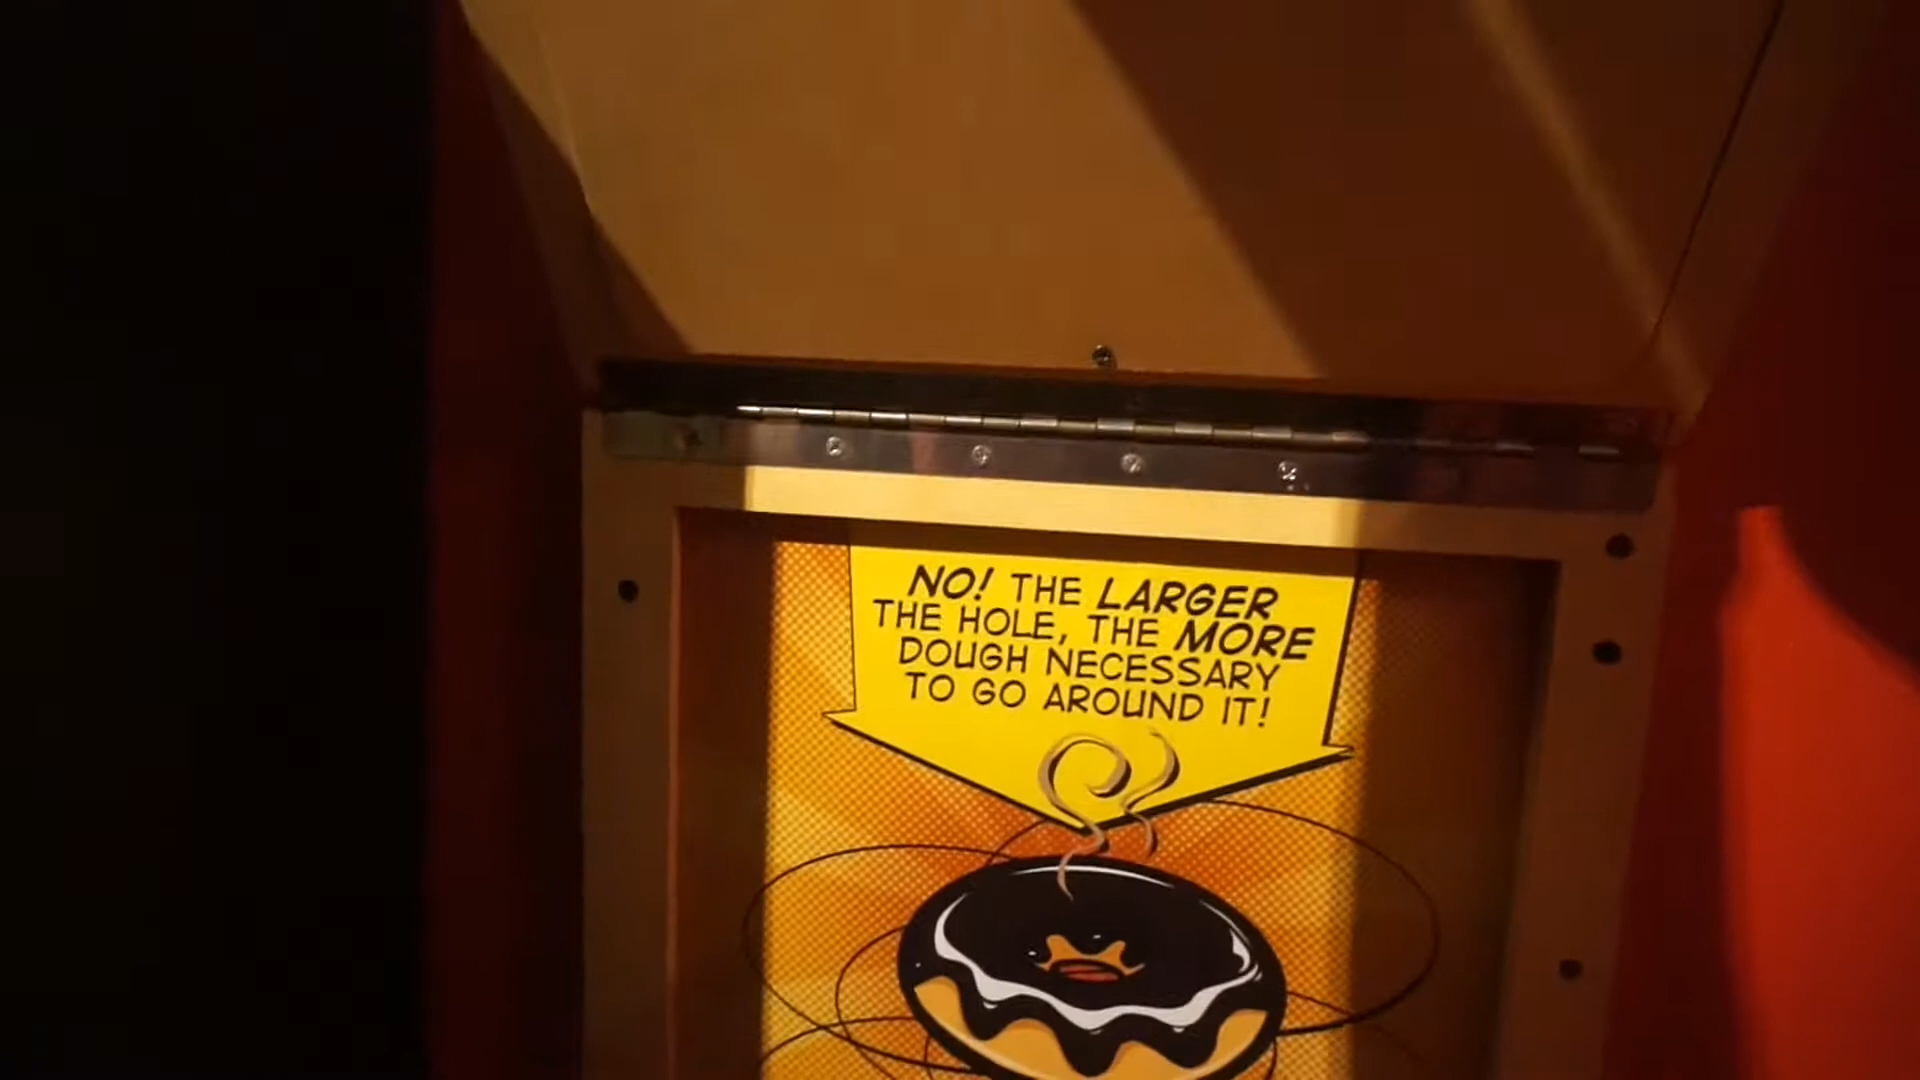 NO! THE LARGER
THE HOLE, THE MORE
DOUGH NECESSARY
TO GO AROUND IT!